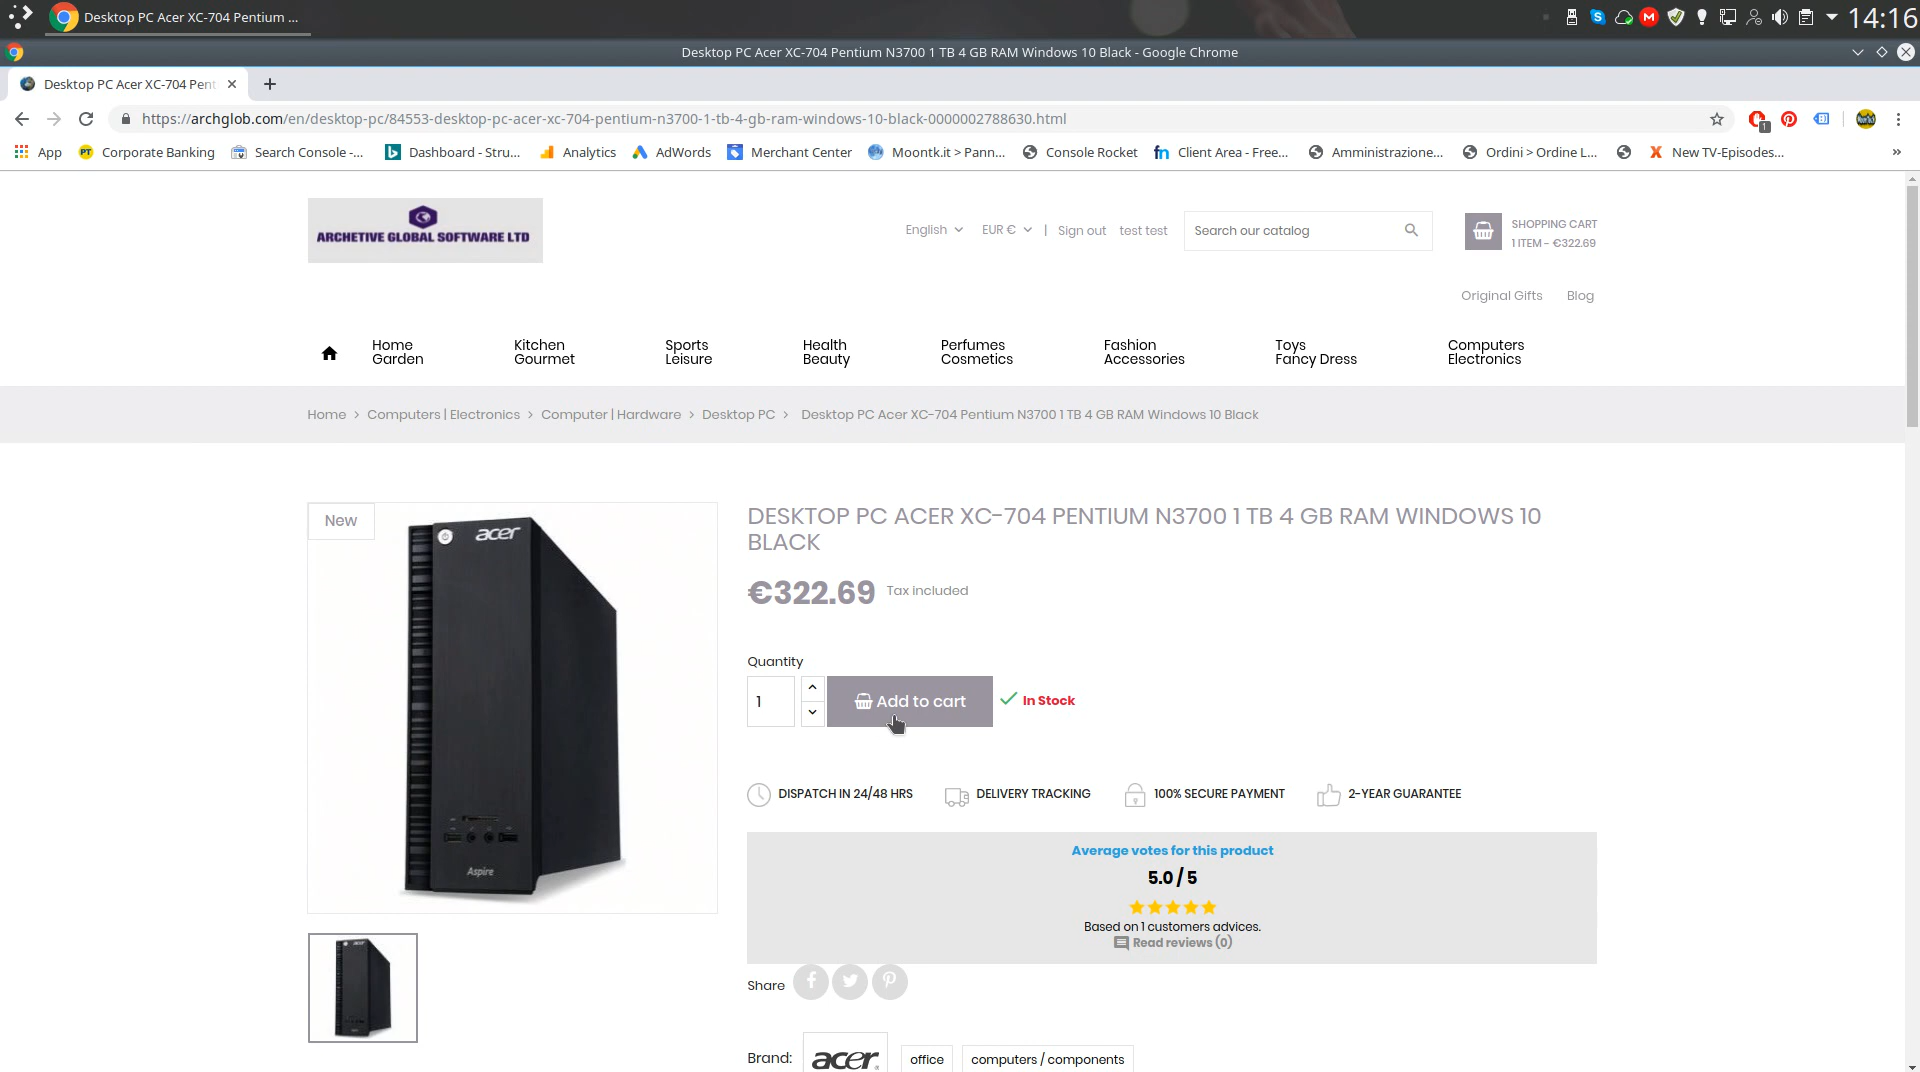 Desktop PC Acer XC-704 Pentium ...
14:16
Desktop PC Acer XC-704 Pentium N3700 1 TB 4 GB RAM Windows 10 Black - Google Chrome
Desktop PC Acer XC-704 Pent
https://archglob.com/en/desktop-pc/84553-desktop-pc-acer-xc-704-pentium-n3700-1-tb-4-gb-ram-windows-10-black-0000002788630.html
App Corporate Banking Search Console -... Dashboard - Stru... Analytics AdWords Merchant Center Moontk.it > Pann... Console Rocket Client Area - Free... Amministrazione... Ordini > Ordine L... New TV-Episodes... »
ARCHETIVE GLOBAL SOFTWARE LTD
English EUR € | Sign out test test Search our catalog
SHOPPING CART
1 ITEM - €322.69
Original Gifts Blog
Home Garden
Kitchen Gourmet
Sports Leisure
Health Beauty
Perfumes Cosmetics
Fashion Accessories
Toys Fancy Dress
Computers Electronics
Home > Computers | Electronics > Computer | Hardware > Desktop PC > Desktop PC Acer XC-704 Pentium N3700 1 TB 4 GB RAM Windows 10 Black
New
acer
Aspire
DESKTOP PC ACER XC-704 PENTIUM N3700 1 TB 4 GB RAM WINDOWS 10
BLACK
€322.69 Tax included
Quantity
1 Add to cart In Stock
DISPATCH IN 24/48 HRS DELIVERY TRACKING 100% SECURE PAYMENT 2-YEAR GUARANTEE
Average votes for this product
5.0 / 5
Based on 1 customers advices.
Read reviews (0)
Share
Brand: acer office computers / components